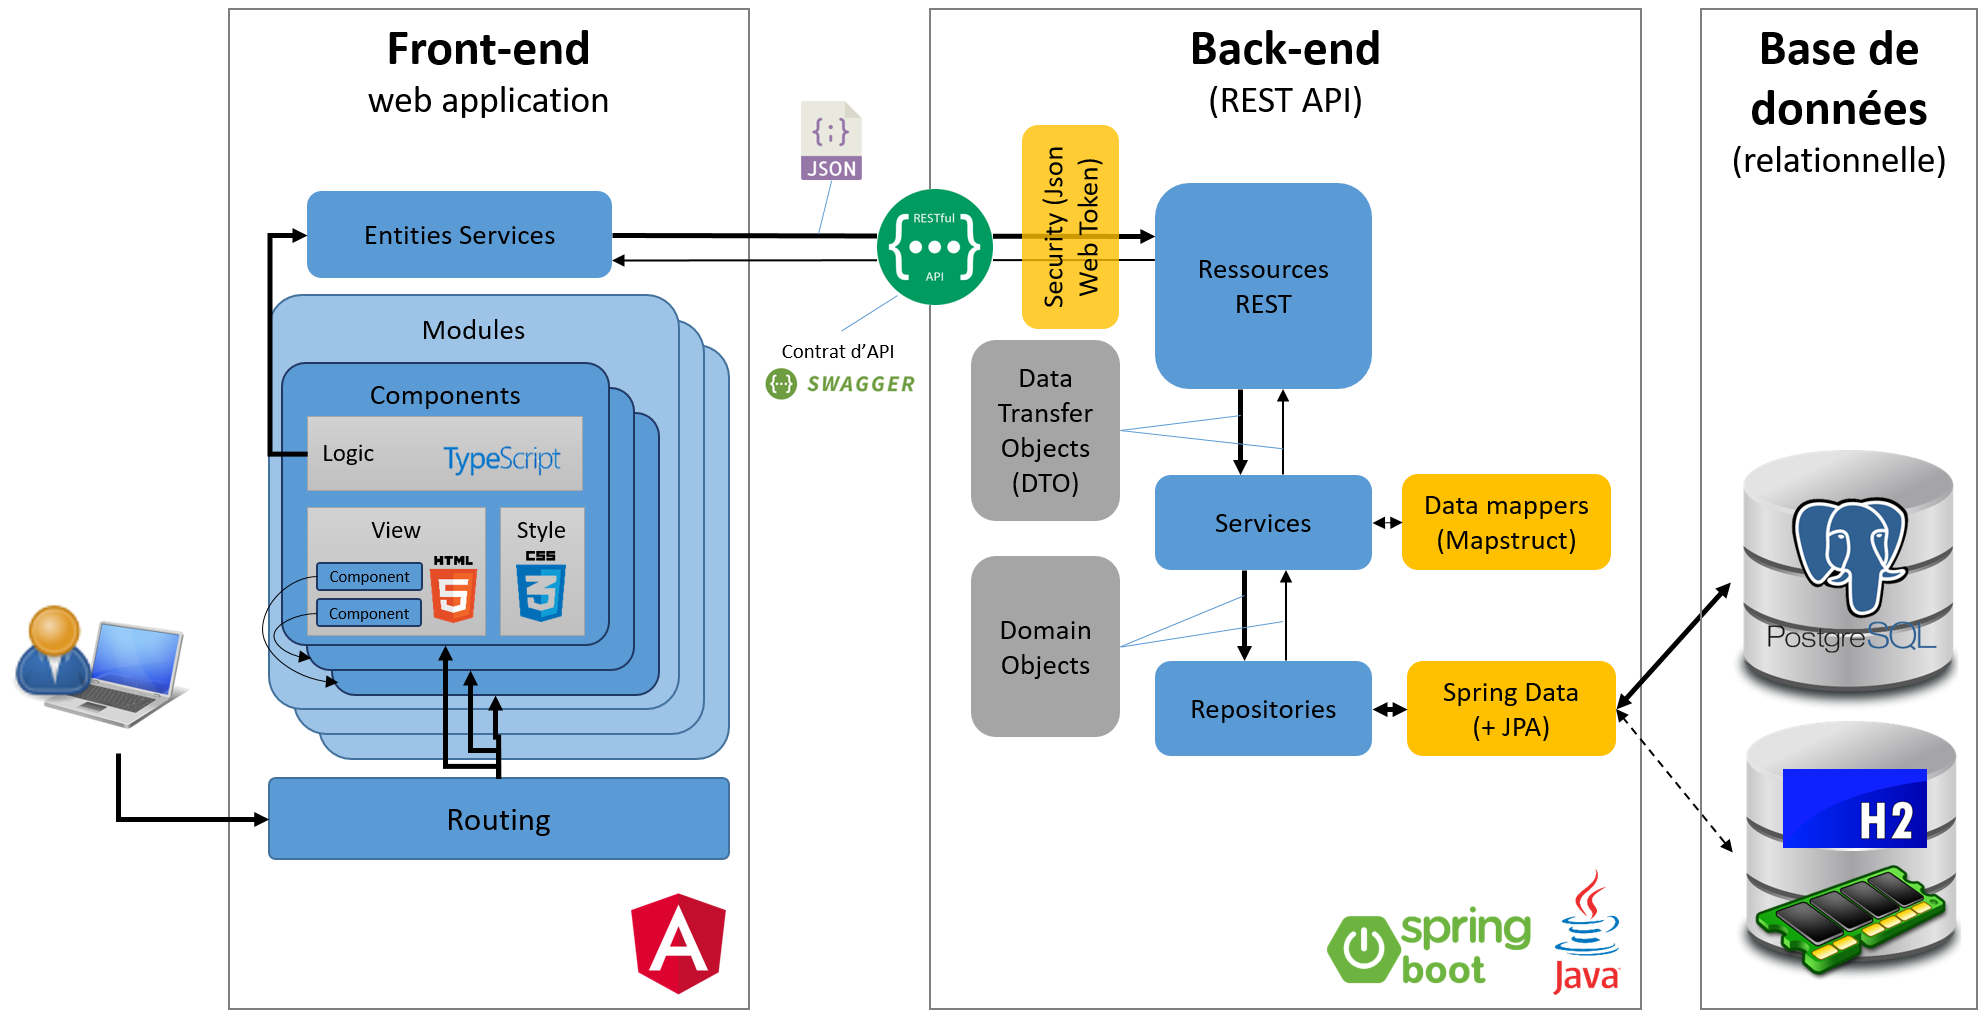 Front-end
web application
Entities Services
Modules
Components
Logic
TypeScript
View
Style
HTML
5
CSS
3
Component
Component
Routing
A
{;}
JSON
RESTful
{•••}
API
Contrat d’API
{···} SWAGGER
Back-end
(REST API)
Security (Json
Web Token)
Ressources
REST
Data
Transfer
Objects
(DTO)
Services
Data mappers
(Mapstruct)
Domain
Objects
Repositories
Spring Data
(+ JPA)
spring
boot
Java
Base de
données
(relationnelle)
PostgreSQL
H2